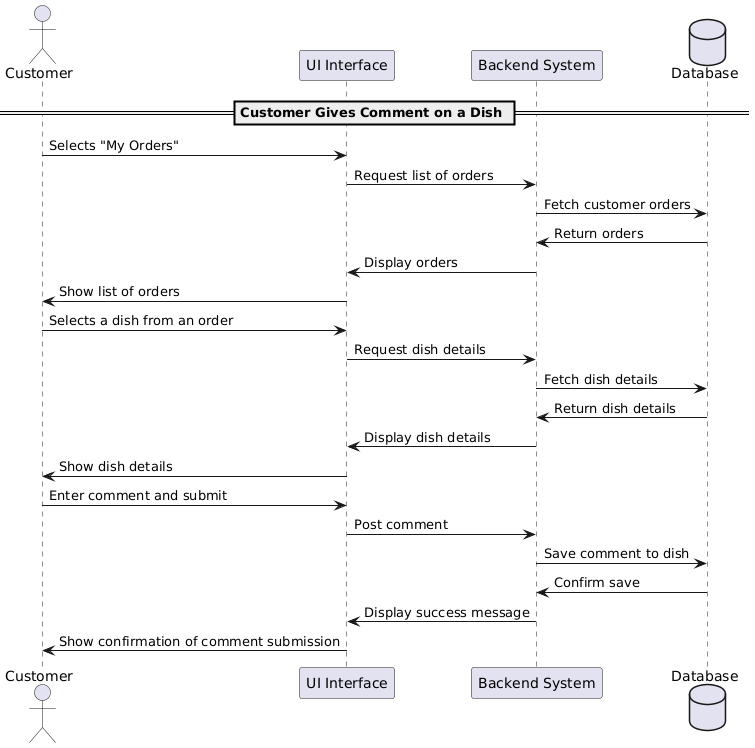 Customer
UI Interface
Backend System
Database
Customer Gives Comment on a Dish
Selects "My Orders"
Request list of orders
Fetch customer orders
Return orders
Display orders
Show list of orders
Selects a dish from an order
Request dish details
Fetch dish details
Return dish details
Display dish details
Show dish details
Enter comment and submit
Post comment
Save comment to dish
Confirm save
Display success message
Show confirmation of comment submission
Customer
UI Interface
Backend System
Database